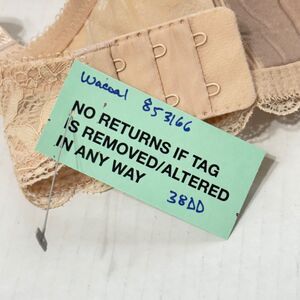 Wacoal 853166
NO RETURNS IF TAG
IS REMOVED/ALTERED
IN ANY WAY
38DD